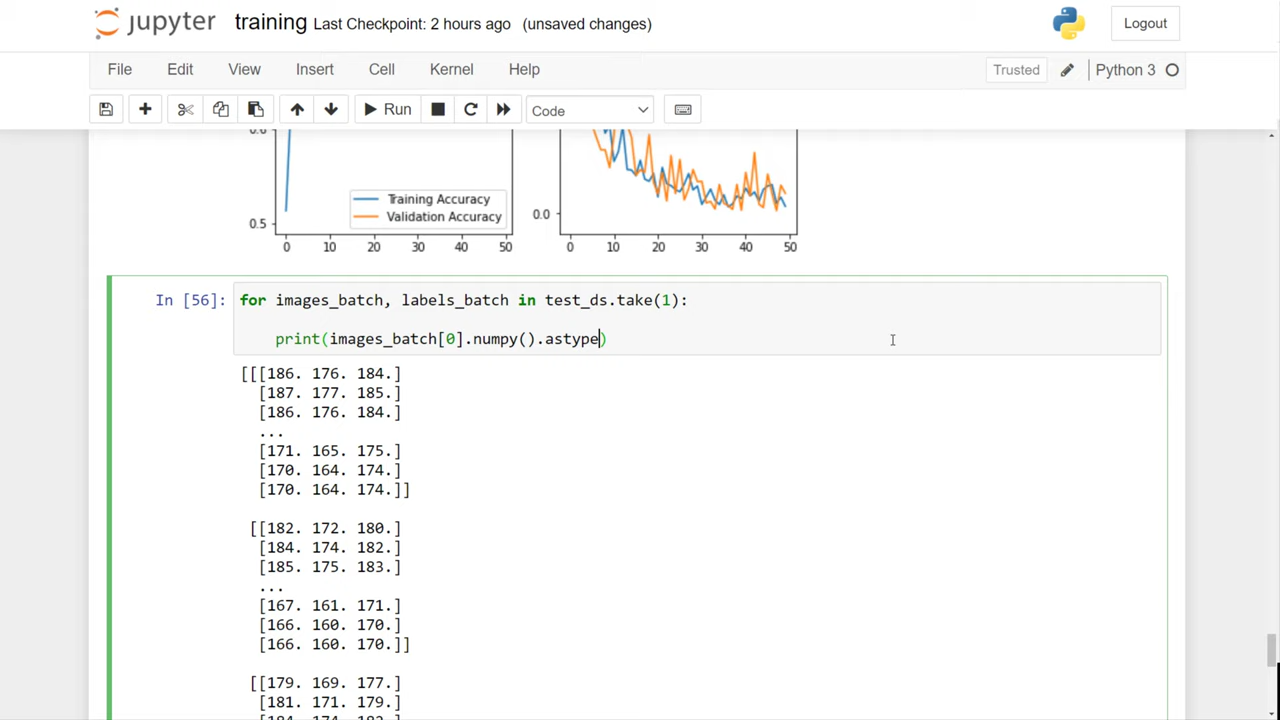 jupyter training Last Checkpoint: 2 hours ago (unsaved changes) Logout
File Edit View Insert Cell Kernel Help Trusted Python 3
Run Code
0.6
Training Accuracy
Validation Accuracy
0.5
0.0
0 10 20 30 40 50 0 10 20 30 40 50
In [56]: for images_batch, labels_batch in test_ds.take(1):
print(images_batch[0].numpy().astype)
[[[186. 176. 184.]
[187. 177. 185.]
[186. 176. 184.]
...
[171. 165. 175.]
[170. 164. 174.]
[170. 164. 174.]]
[[182. 172. 180.]
[184. 174. 182.]
[185. 175. 183.]
...
[167. 161. 171.]
[166. 160. 170.]
[166. 160. 170.]]
[[179. 169. 177.]
[181. 171. 179.]
[184. 174. 182.]